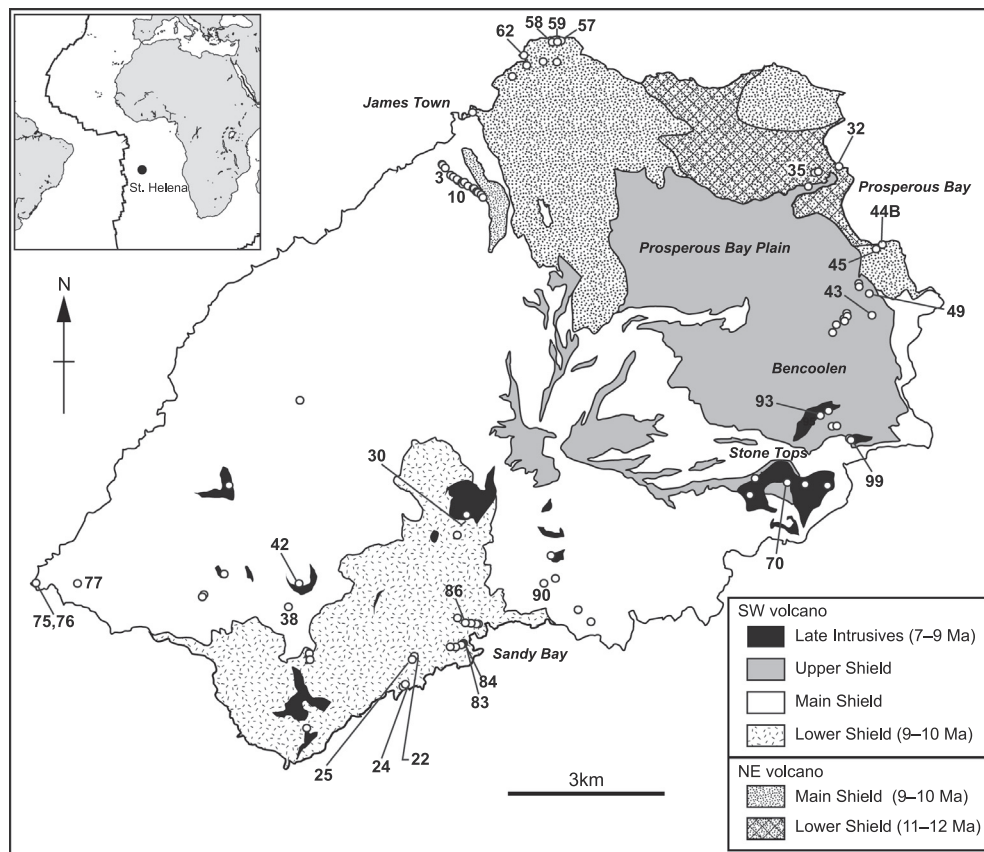 58
59
57
62
James Town
32
35
3
10
Prosperous Bay
44B
St. Helena
Prosperous Bay Plain
45
43
49
N
Bencoolen
93
30
Stone Tops
99
70
42
77
90
86
75,76
38
Sandy Bay
84
83
25
24
22
3km
SW volcano
Late Intrusives (7–9 Ma)
Upper Shield
Main Shield
Lower Shield (9–10 Ma)
NE volcano
Main Shield (9–10 Ma)
Lower Shield (11–12 Ma)